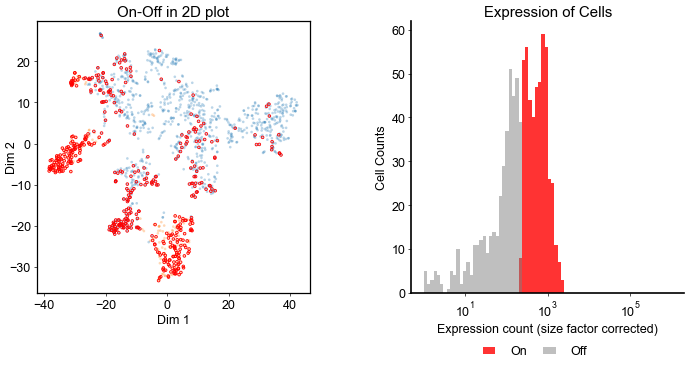 On-Off in 2D plot
Dim 2
20
10
0
−10
−20
−30
−40 −20 0 20 40
Dim 1
Expression of Cells
Cell Counts
60
50
40
30
20
10
0
10^1 10^3 10^5
Expression count (size factor corrected)
On Off